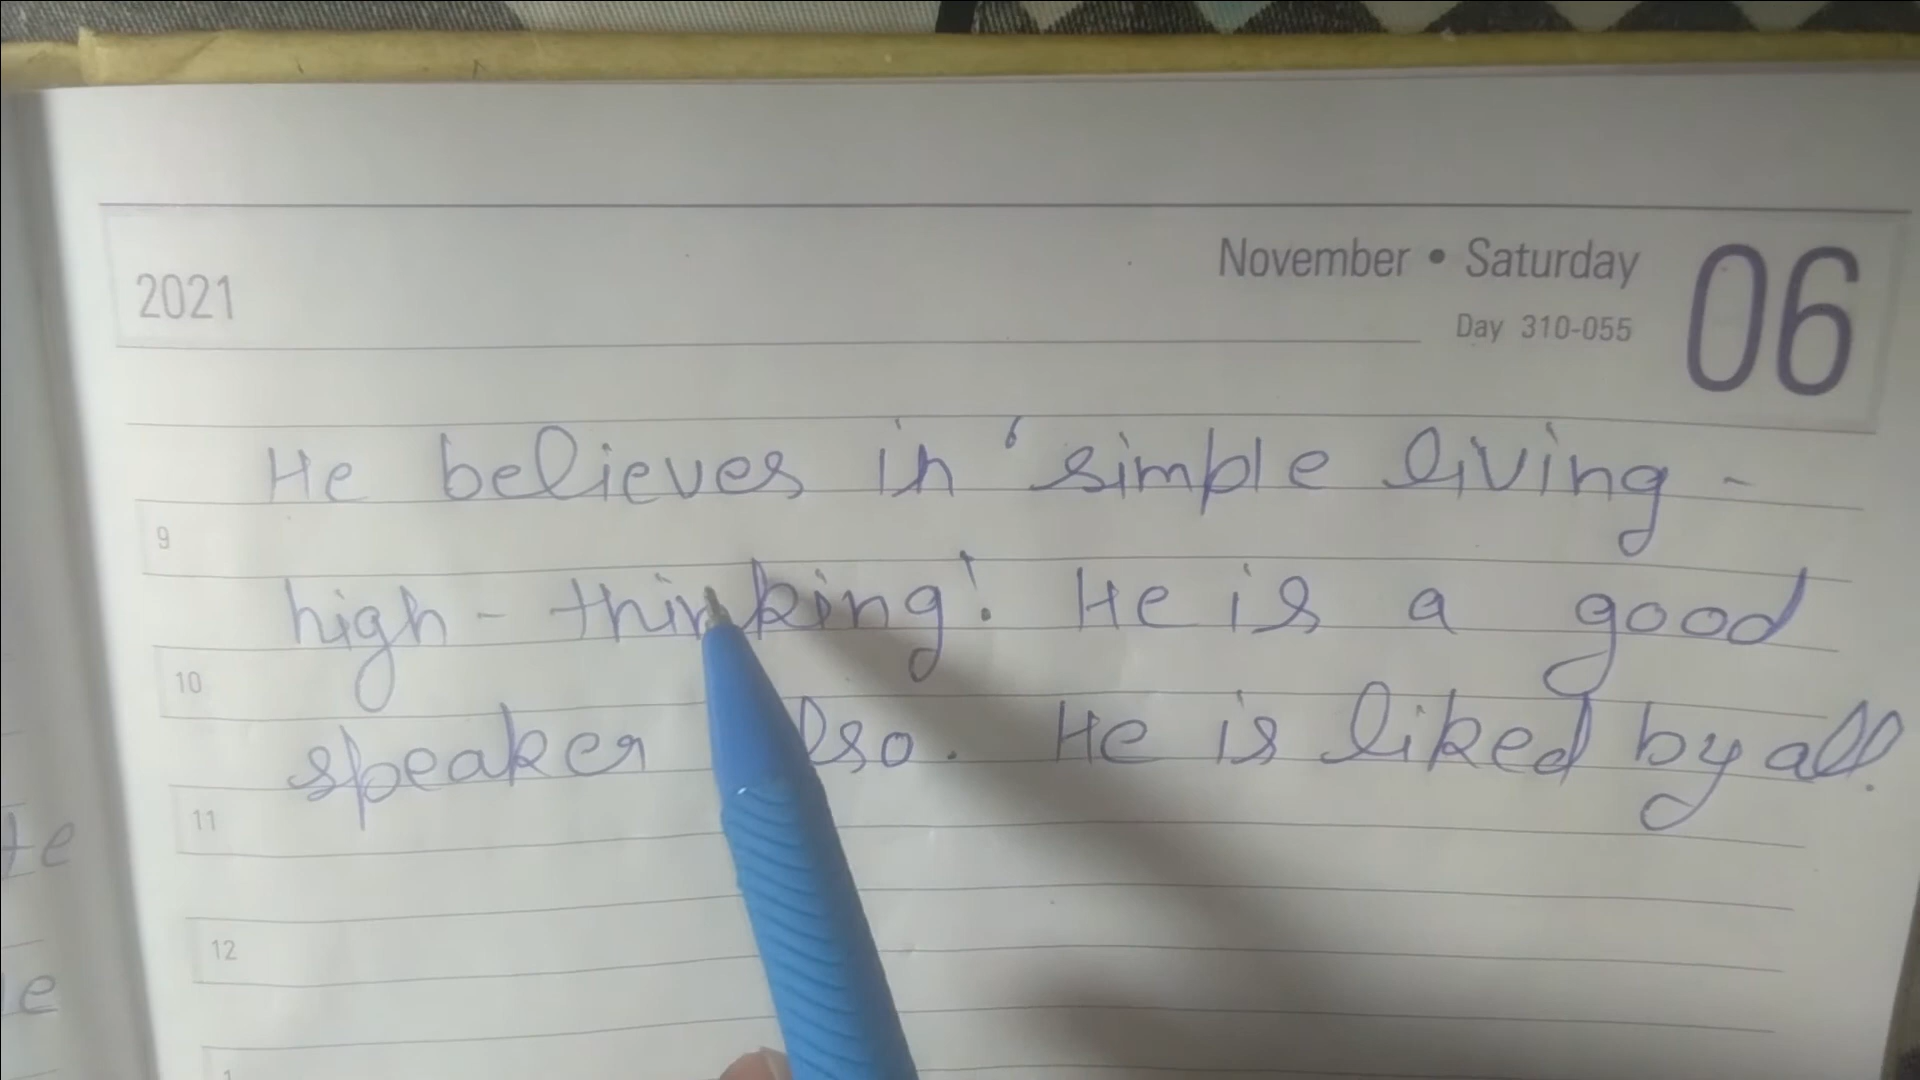 2021
November • Saturday 06
Day 310-055
He believes in 'simple living -
9
high - thinking'. He is a good
10
speaker He is liked by all.
11
12
te
e